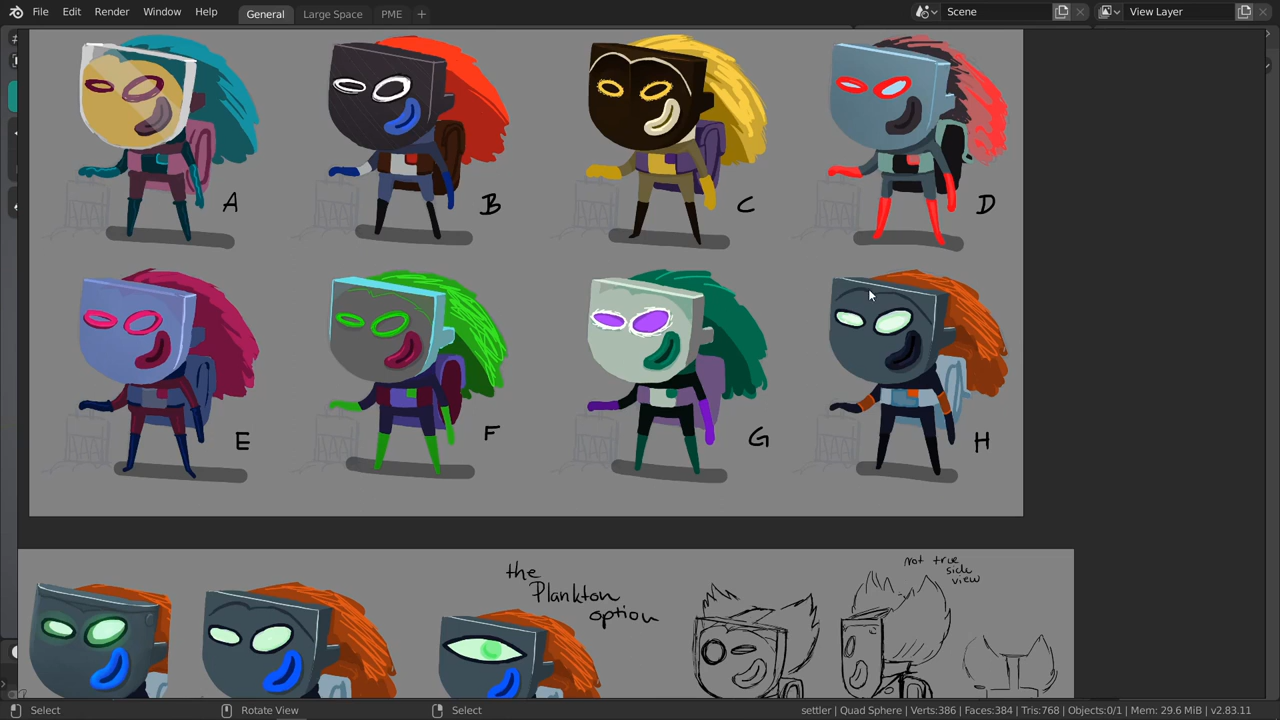 File Edit Render Window Help General Large Space PME + Scene View Layer
A B C D
E F G H
the
Plankton
option
not true
side
view
Select Rotate View Select settler | Quad Sphere | Verts:386 | Faces:384 | Tris:768 | Objects:0/1 | Mem: 29.6 MiB | v2.83.11